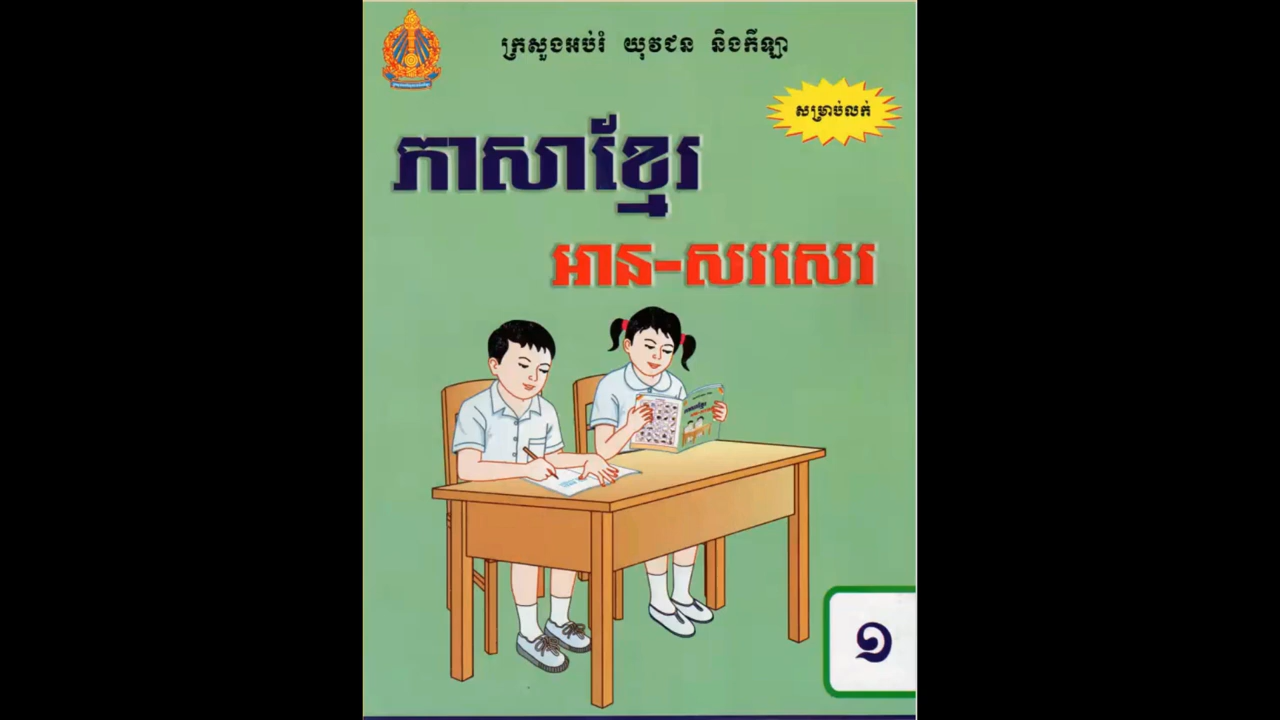 ក្រសួងអប់រំ យុវជន និងកីឡា
សម្រាប់លក់
ភាសាខ្មែរ
អាន-សរសេរ
១